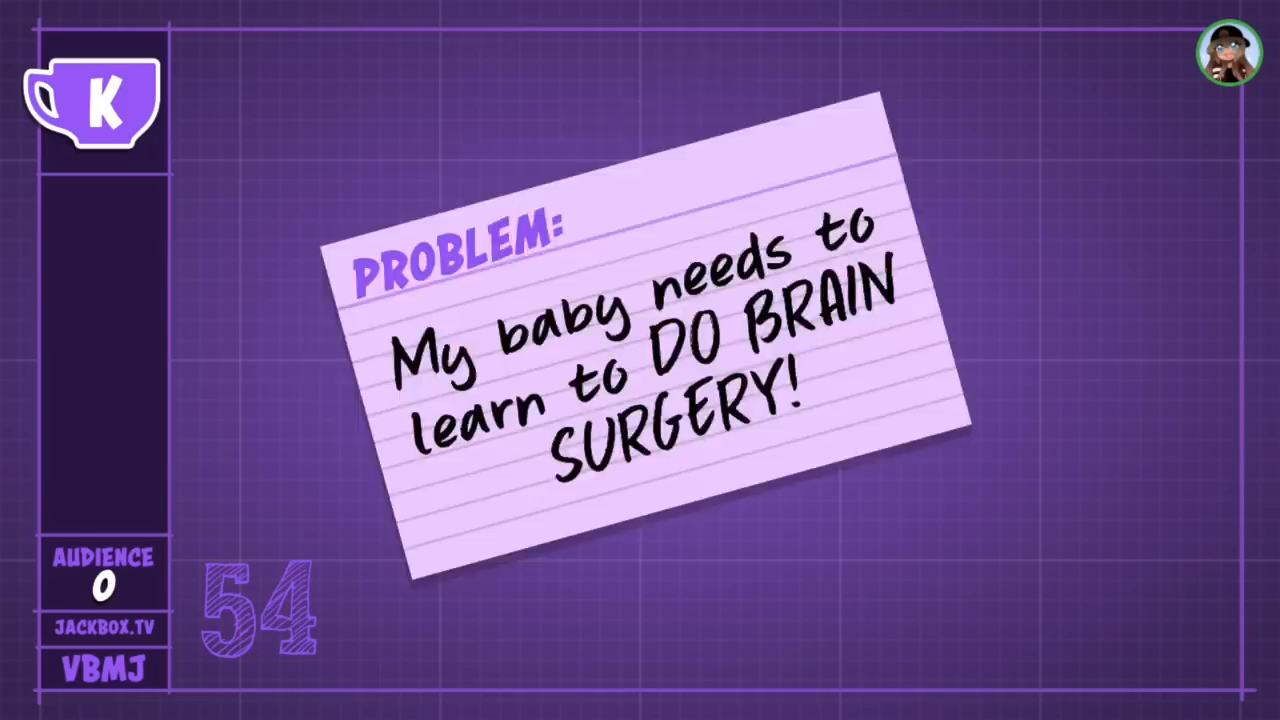 K
PROBLEM:
My baby needs to
learn to DO BRAIN
SURGERY!
AUDIENCE
0
JACKBOX.TV
VBMJ
54